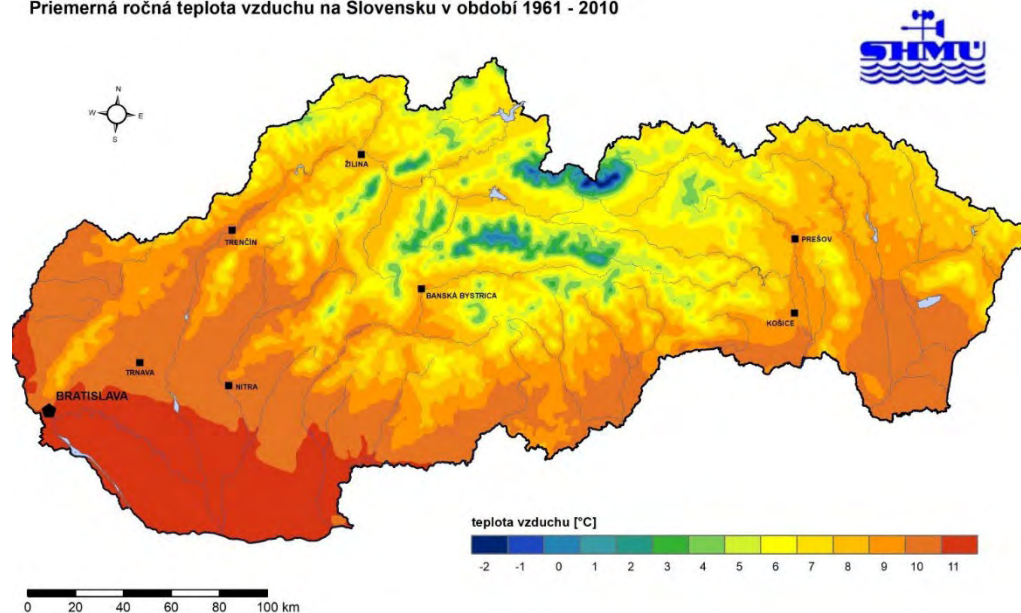 Priemerná ročná teplota vzduchu na Slovensku v období 1961 - 2010
SHMÚ
N
W E
S
ŽILINA
TRENČÍN
PREŠOV
BANSKÁ BYSTRICA
KOŠICE
TRNAVA
NITRA
BRATISLAVA
teplota vzduchu [°C]
-2 -1 0 1 2 3 4 5 6 7 8 9 10 11
0 20 40 60 80 100 km